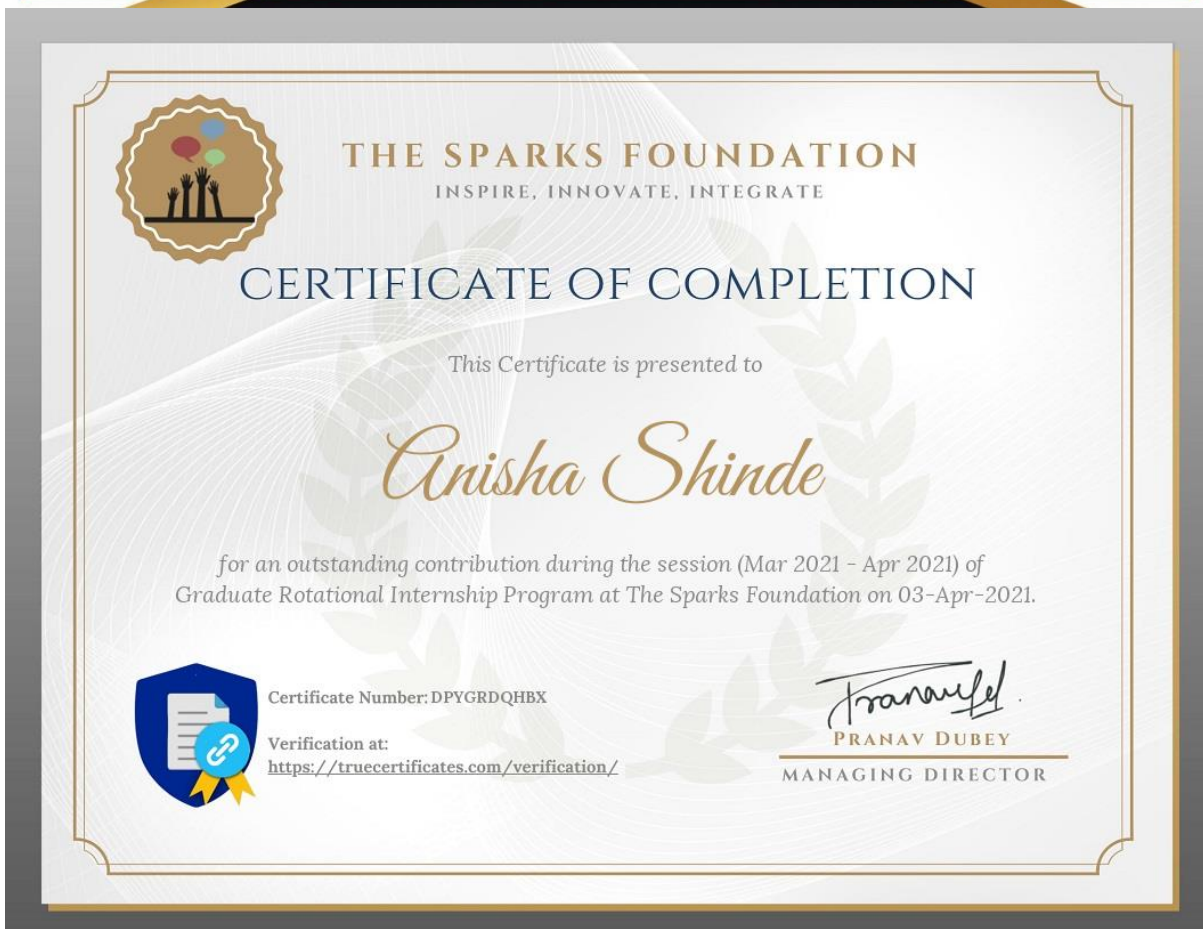 THE SPARKS FOUNDATION
INSPIRE, INNOVATE, INTEGRATE
CERTIFICATE OF COMPLETION
This Certificate is presented to
Anisha Shinde
for an outstanding contribution during the session (Mar 2021 - Apr 2021) of
Graduate Rotational Internship Program at The Sparks Foundation on 03-Apr-2021.
Certificate Number: DPYGRDQHBX
Verification at:
https://truecertificates.com/verification/
PRANAV DUBEY
MANAGING DIRECTOR